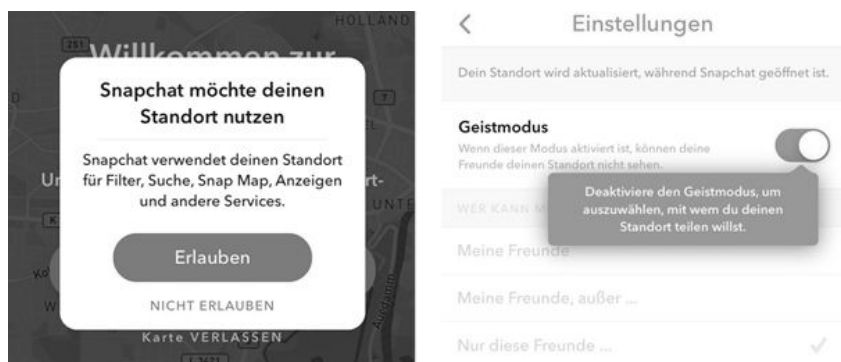 HOLLAND
251
Willkommen zur
Snapchat möchte deinen
Standort nutzen
Snapchat verwendet deinen Standort
für Filter, Suche, Snap Map, Anzeigen
und andere Services.
Erlauben
NICHT ERLAUBEN
Karte VERLASSEN
Einstellungen
Dein Standort wird aktualisiert, während Snapchat geöffnet ist.
Geistmodus
Wenn dieser Modus aktiviert ist, können deine
Freunde deinen Standort nicht sehen.
Deaktiviere den Geistmodus, um
auszuwählen, mit wem du deinen
Standort teilen willst.
WER KANN M
Meine Freunde
Meine Freunde, außer ...
Nur diese Freunde ...